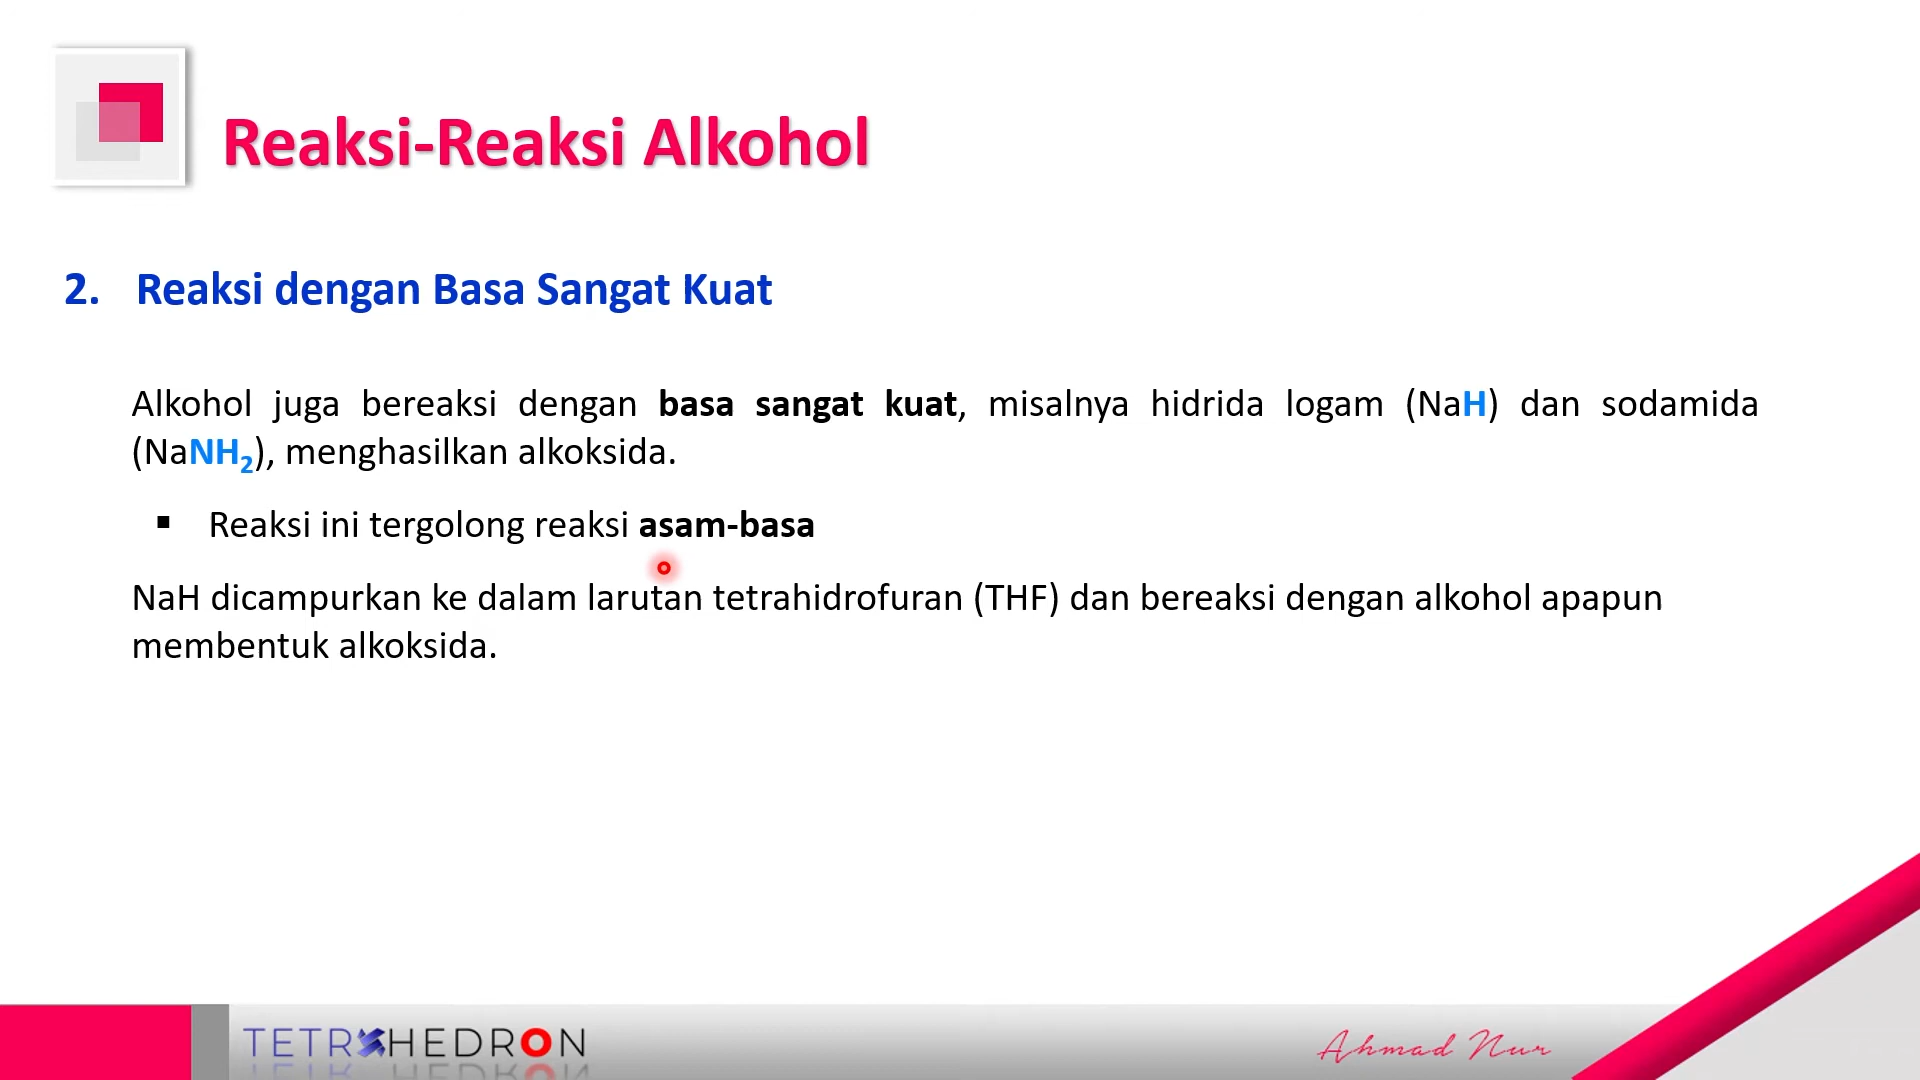 Reaksi-Reaksi Alkohol
2. Reaksi dengan Basa Sangat Kuat
Alkohol juga bereaksi dengan basa sangat kuat, misalnya hidrida logam (NaH) dan sodamida
(NaNH₂), menghasilkan alkoksida.
▪ Reaksi ini tergolong reaksi asam-basa
NaH dicampurkan ke dalam larutan tetrahidrofuran (THF) dan bereaksi dengan alkohol apapun
membentuk alkoksida.
TETRAHEDRON
Ahmad Nur